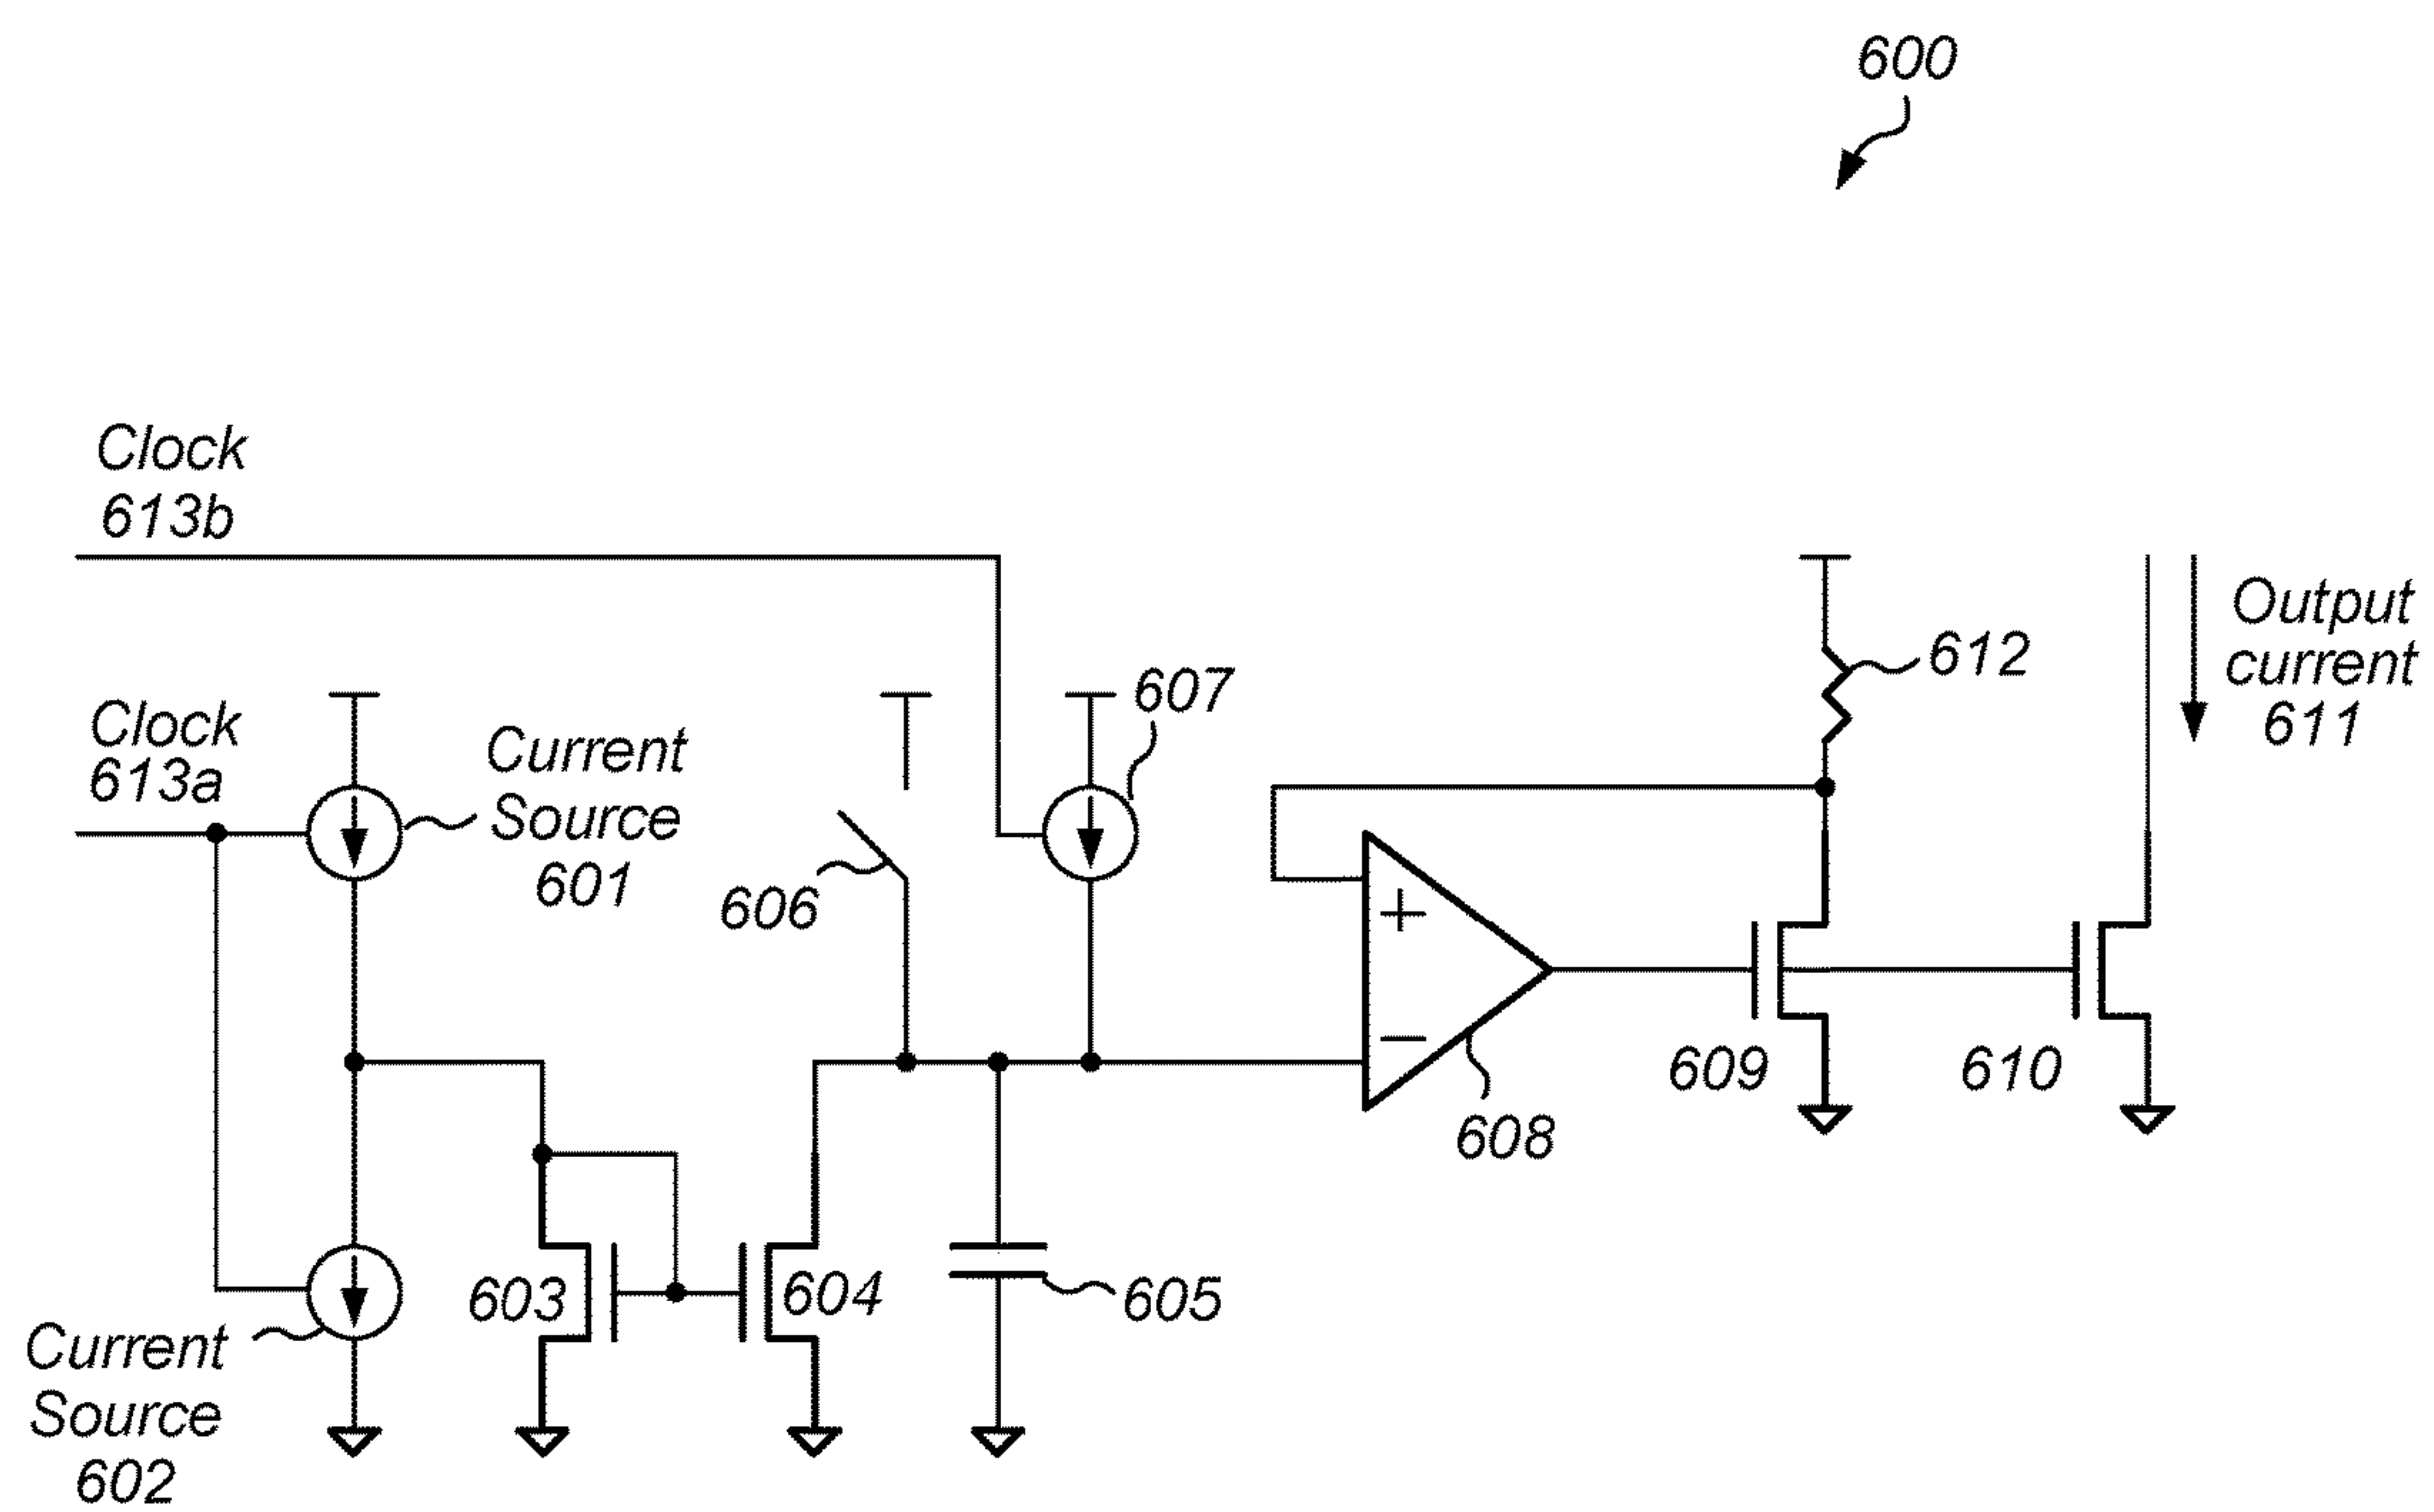 600
Clock
613b
Clock
613a
Current
Source
601
606
607
612
Output
current
611
+
−
608
609
610
603
604
605
Current
Source
602